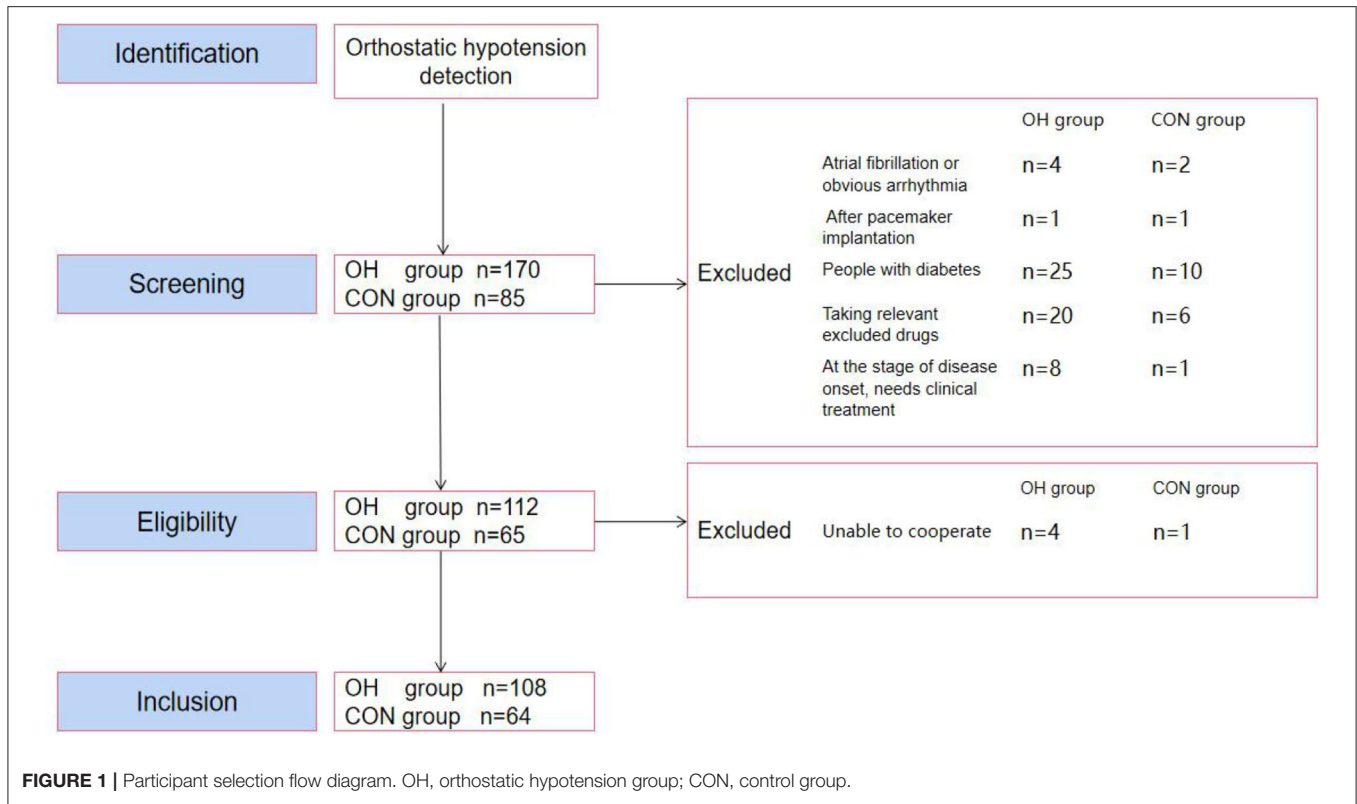 Identification
Orthostatic hypotension
detection
OH group CON group
Atrial fibrillation or
obvious arrhythmia
n=4 n=2
After pacemaker
implantation
n=1 n=1
Screening
OH group n=170
CON group n=85
Excluded
People with diabetes
n=25 n=10
Taking relevant
excluded drugs
n=20 n=6
At the stage of disease
onset, needs clinical
treatment
n=8 n=1
Eligibility
OH group n=112
CON group n=65
OH group CON group
Excluded
Unable to cooperate
n=4 n=1
Inclusion
OH group n=108
CON group n=64
FIGURE 1 | Participant selection flow diagram. OH, orthostatic hypotension group; CON, control group.